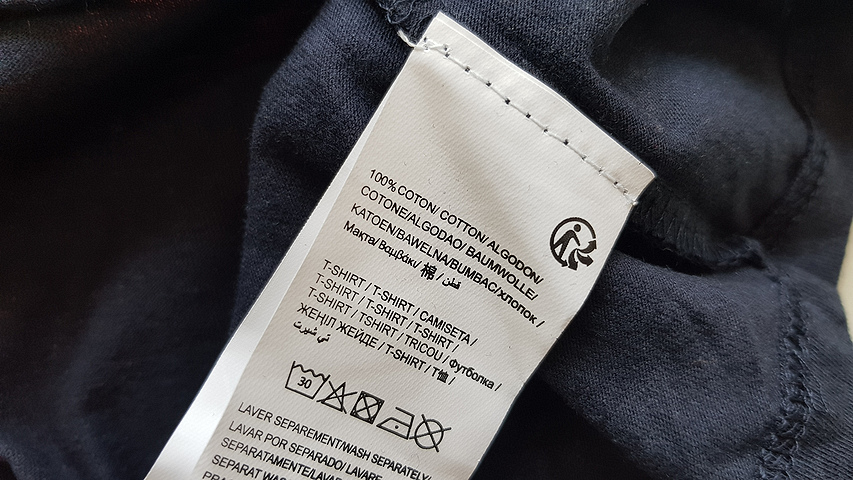 100% COTON/ COTTON/ ALGODON/
COTONE/ALGODAO/ BAUMWOLLE/
KATOEN/BAWELNA/BUMBAC/ХЛОПОК /
Мақта/ Βαμβάκι/ 棉 / قطن
T-SHIRT / T-SHIRT / CAMISETA /
T-SHIRT / T-SHIRT / T-SHIRT /
T-SHIRT / TSHIRT / TRICOU / Футболка /
ЖЕҢІЛ ЖЕЙДЕ / T-SHIRT / T恤 /
تي شيرت
30
LAVER SEPAREMENT/WASH SEPARATELY/
LAVAR POR SEPARADO/ LAVARE
SEPARATAMENTE/LAVAR
SEPARAT WAS